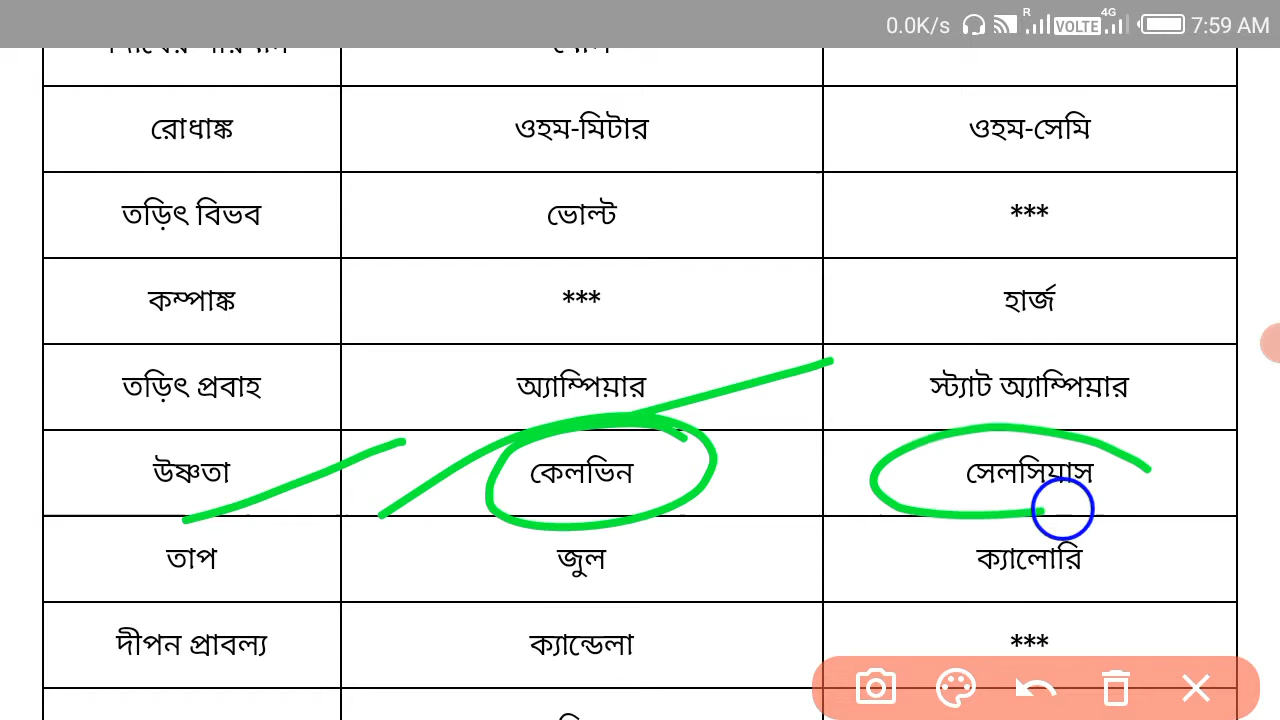 0.0K/s R VOLTE 4G 7:59 AM
রোধাঙ্ক ওহম-মিটার ওহম-সেমি
তড়িৎ বিভব ভোল্ট ***
কম্পাঙ্ক *** হার্জ
তড়িৎ প্রবাহ অ্যাম্পিয়ার স্ট্যাট অ্যাম্পিয়ার
উষ্ণতা কেলভিন সেলসিয়াস
তাপ জুল ক্যালোরি
দীপন প্রাবল্য ক্যান্ডেলা ***